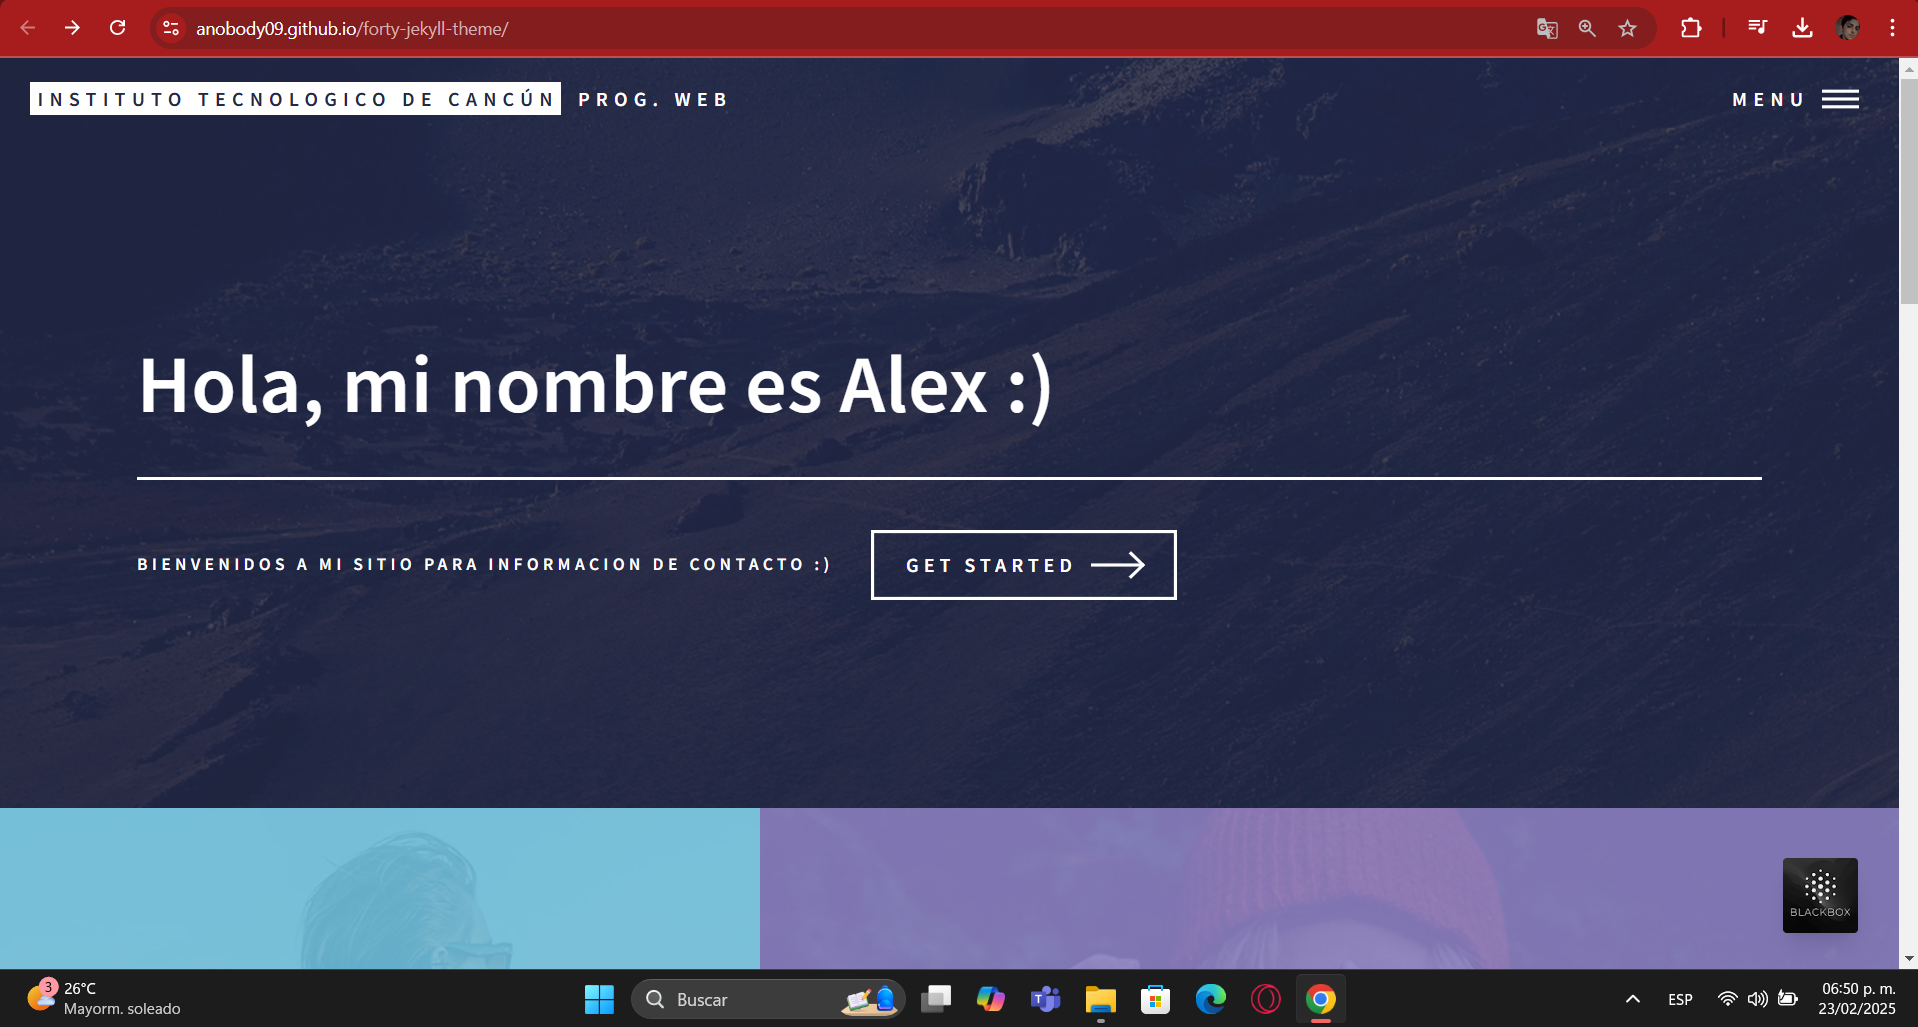 anobody09.github.io/forty-jekyll-theme/
INSTITUTO TECNOLOGICO DE CANCÚN PROG. WEB
MENU
Hola, mi nombre es Alex :)
BIENVENIDOS A MI SITIO PARA INFORMACION DE CONTACTO :)
GET STARTED
BLACKBOX
3
26°C
Mayorm. soleado
Buscar
ESP
06:50 p. m.
23/02/2025